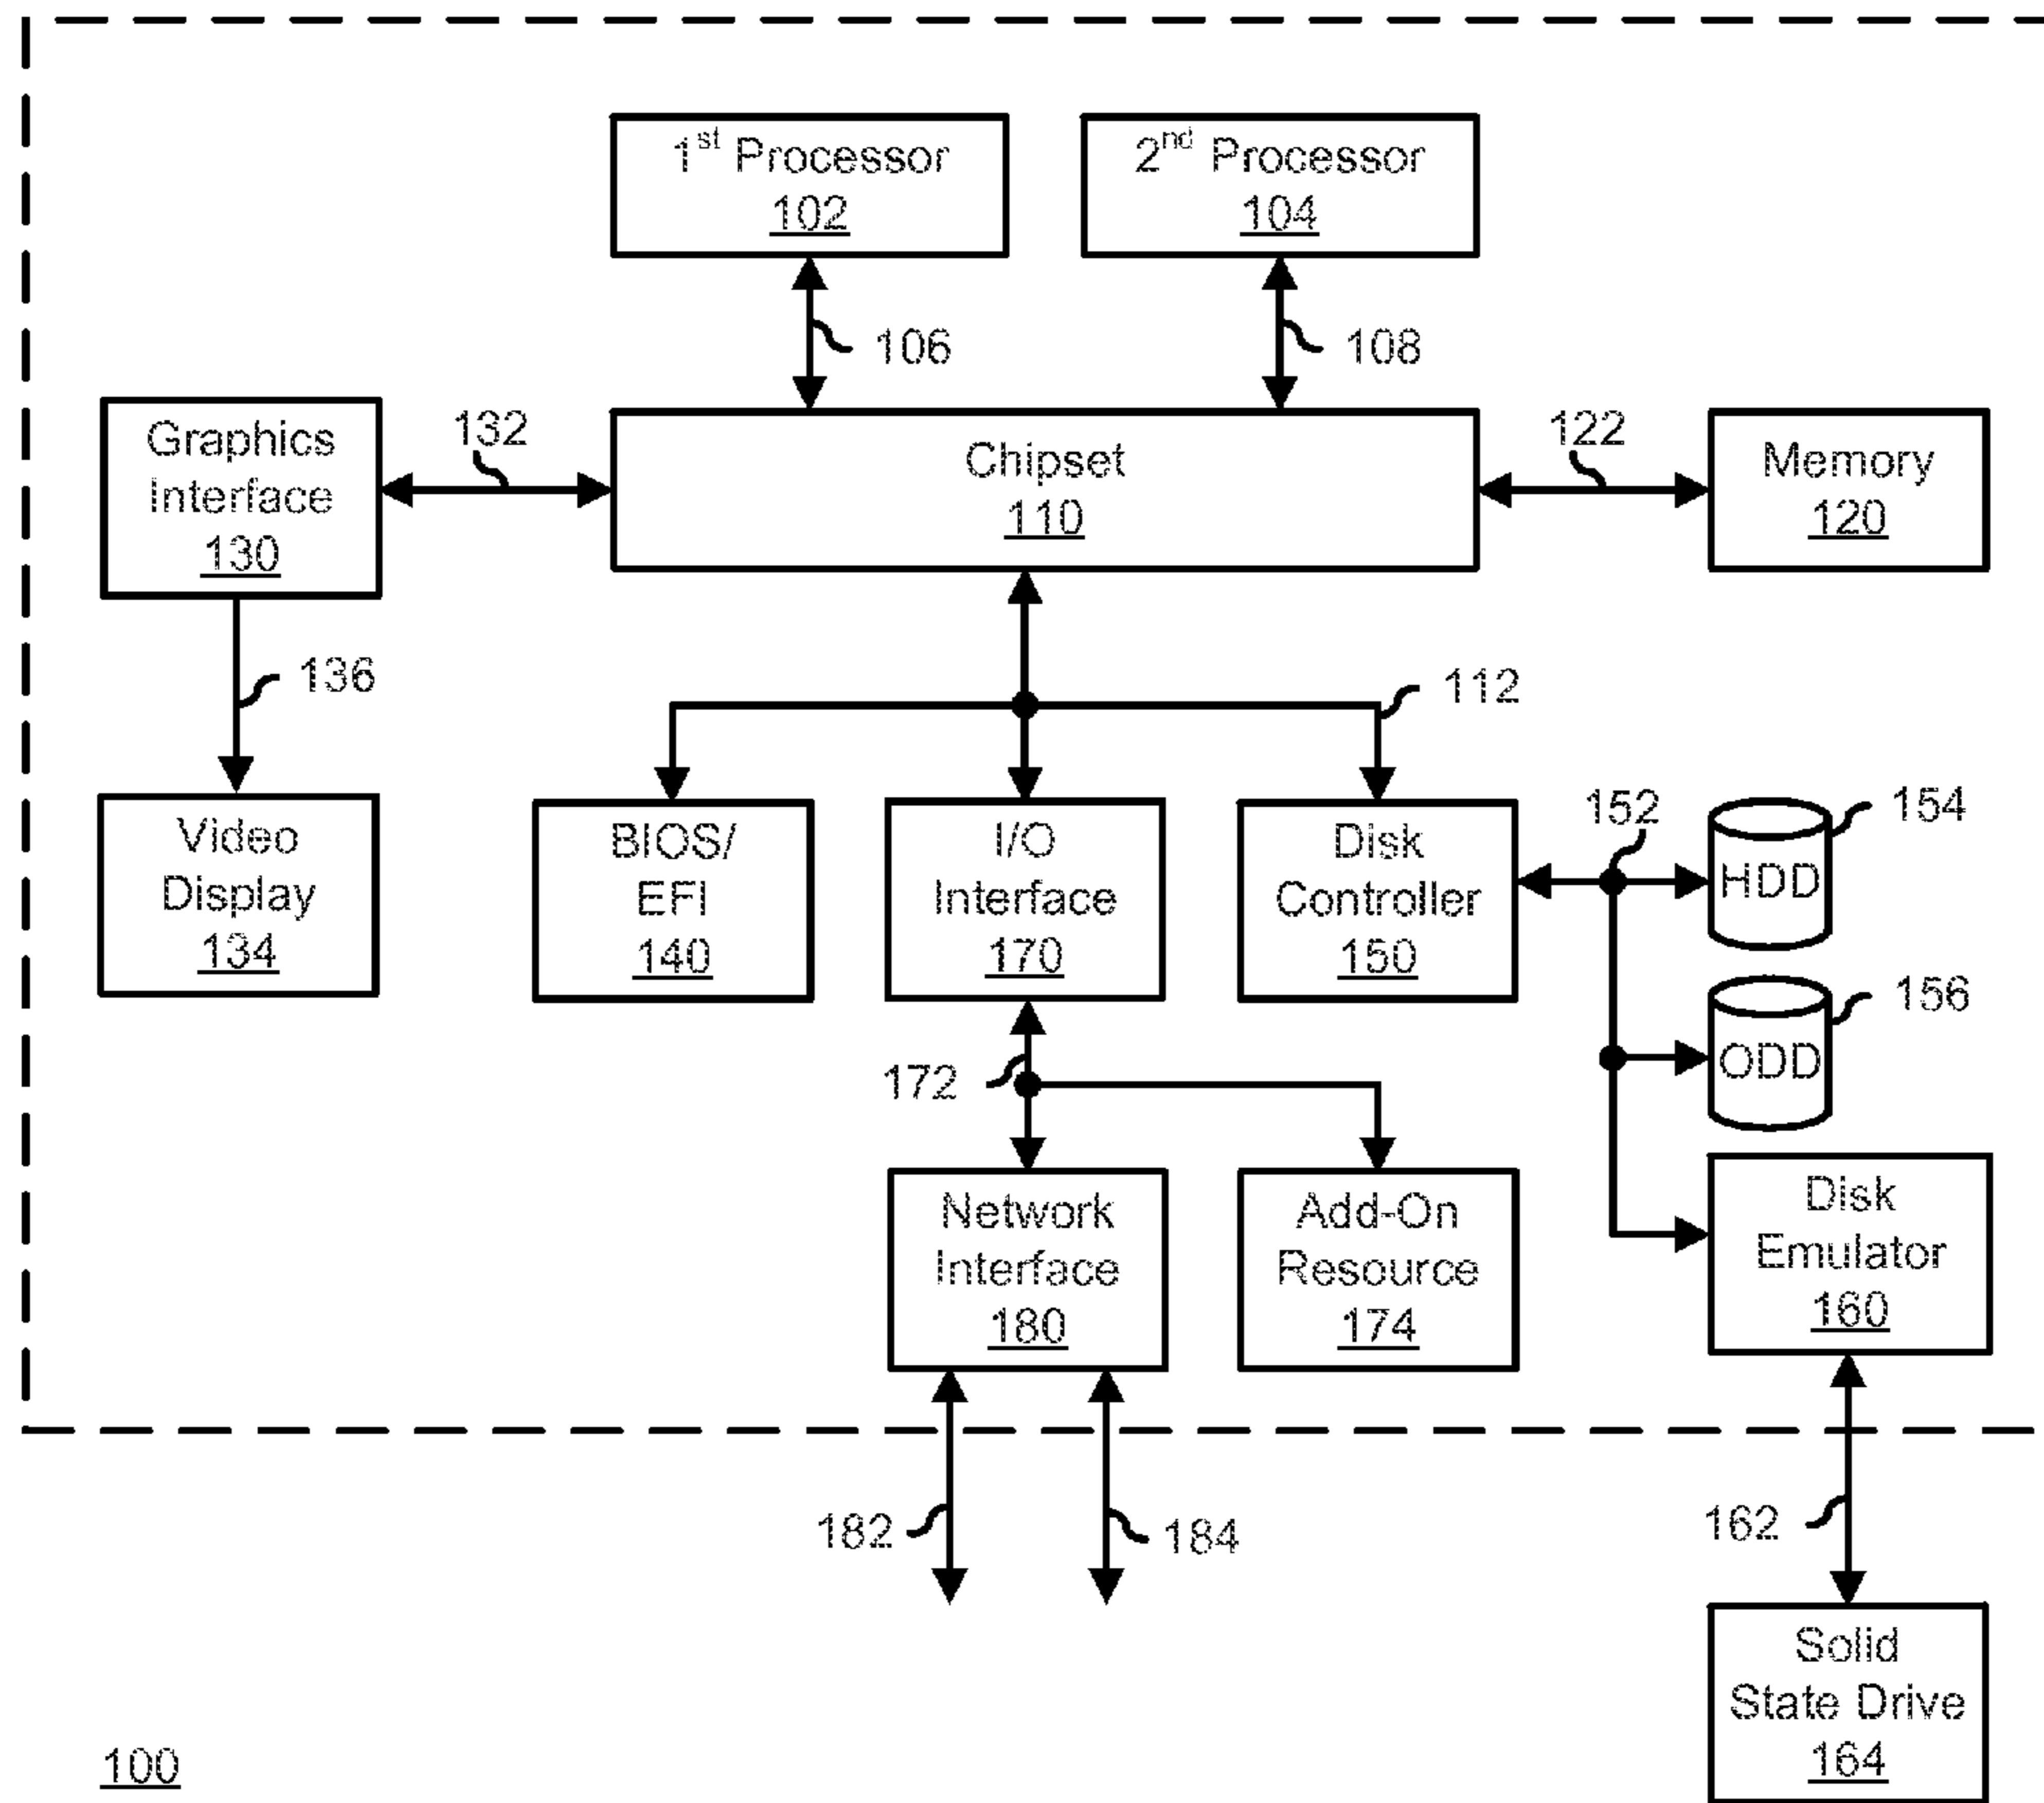 1st Processor
102
2nd Processor
104
106
108
Graphics
Interface
130
132
Chipset
110
122
Memory
120
136
112
Video
Display
134
BIOS/
EFI
140
I/O
Interface
170
Disk
Controller
150
152
154
HDD
156
ODD
172
Network
Interface
180
Add-On
Resource
174
Disk
Emulator
160
182
184
162
Solid
State Drive
164
100